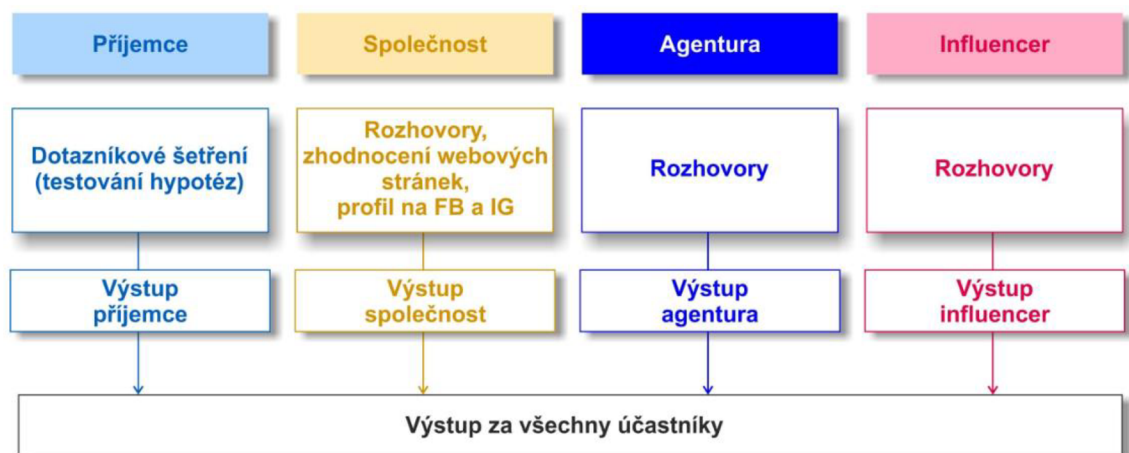 Příjemce
Společnost
Agentura
Influencer
Dotazníkové šetření
(testování hypotéz)
Rozhovory,
zhodnocení webových
stránek,
profil na FB a IG
Rozhovory
Rozhovory
Výstup
příjemce
Výstup
společnost
Výstup
agentura
Výstup
influencer
Výstup za všechny účastníky